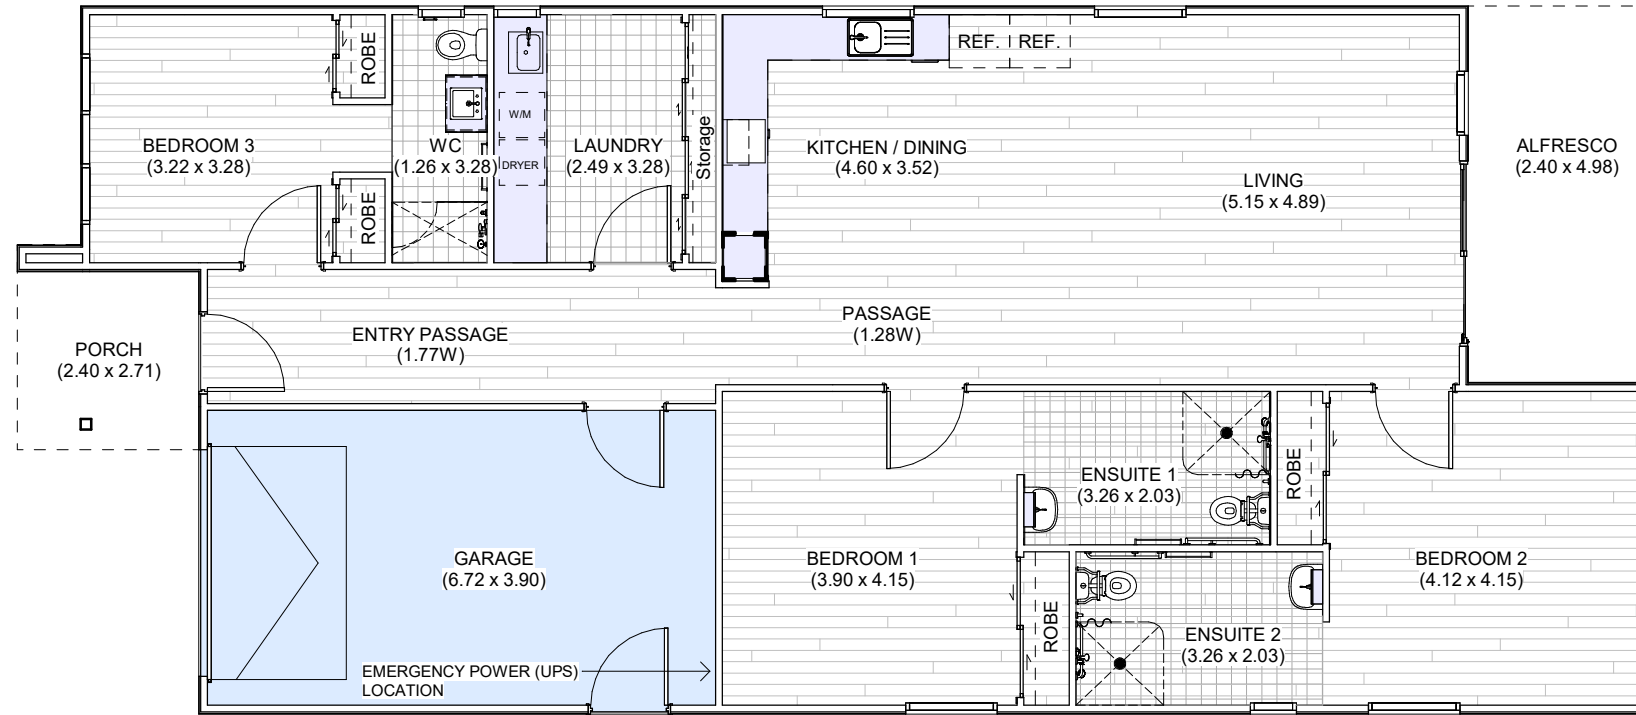 REF. REF.
ROBE
W/M
BEDROOM 3
(3.22 x 3.28)
WC
(1.26 x 3.28)
DRYER
LAUNDRY
(2.49 x 3.28)
Storage
KITCHEN / DINING
(4.60 x 3.52)
ALFRESCO
(2.40 x 4.98)
LIVING
(5.15 x 4.89)
ROBE
PASSAGE
(1.28W)
ENTRY PASSAGE
(1.77W)
PORCH
(2.40 x 2.71)
ENSUITE 1
(3.26 x 2.03)
ROBE
GARAGE
(6.72 x 3.90)
BEDROOM 1
(3.90 x 4.15)
BEDROOM 2
(4.12 x 4.15)
ROBE
ENSUITE 2
(3.26 x 2.03)
EMERGENCY POWER (UPS)
LOCATION